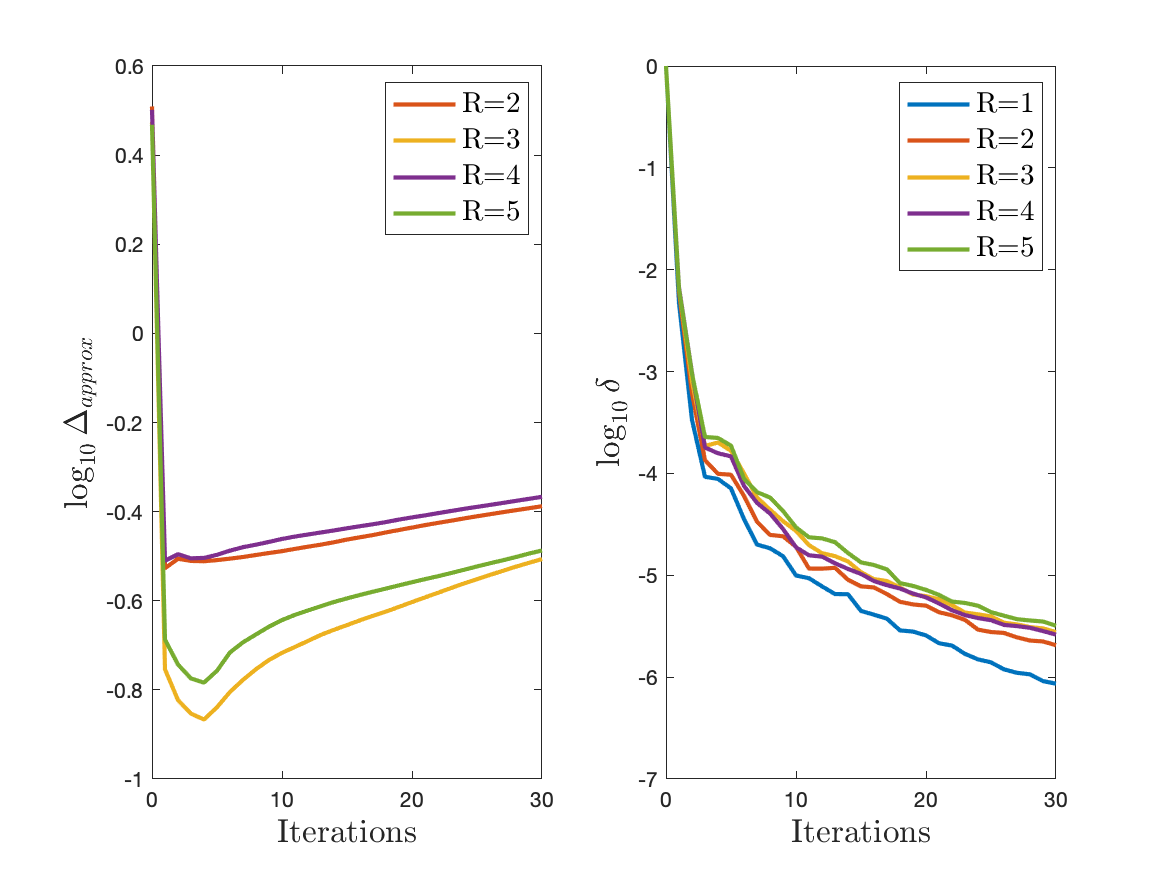 0.6
0.4
0.2
0
-0.2
-0.4
-0.6
-0.8
-1
0
10
20
30
log10 Δapprox
Iterations
R=2
R=3
R=4
R=5
0
-1
-2
-3
-4
-5
-6
-7
0
10
20
30
log10 δ
Iterations
R=1
R=2
R=3
R=4
R=5